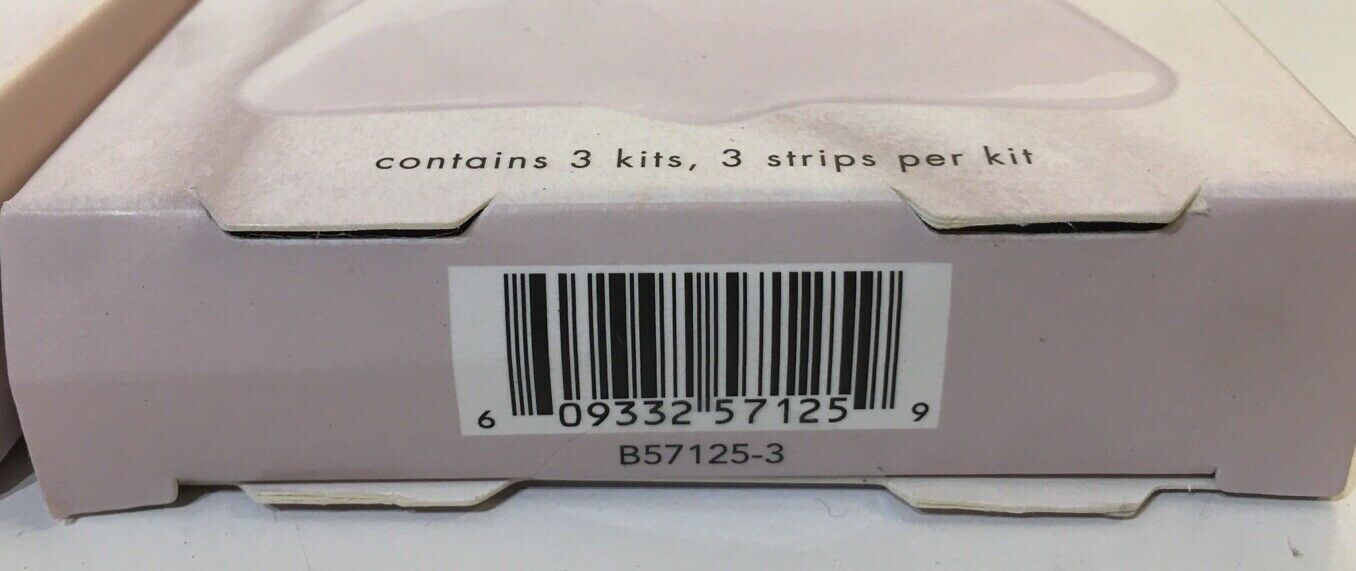 contains 3 kits, 3 strips per kit
6 09332 57125 9
B57125-3